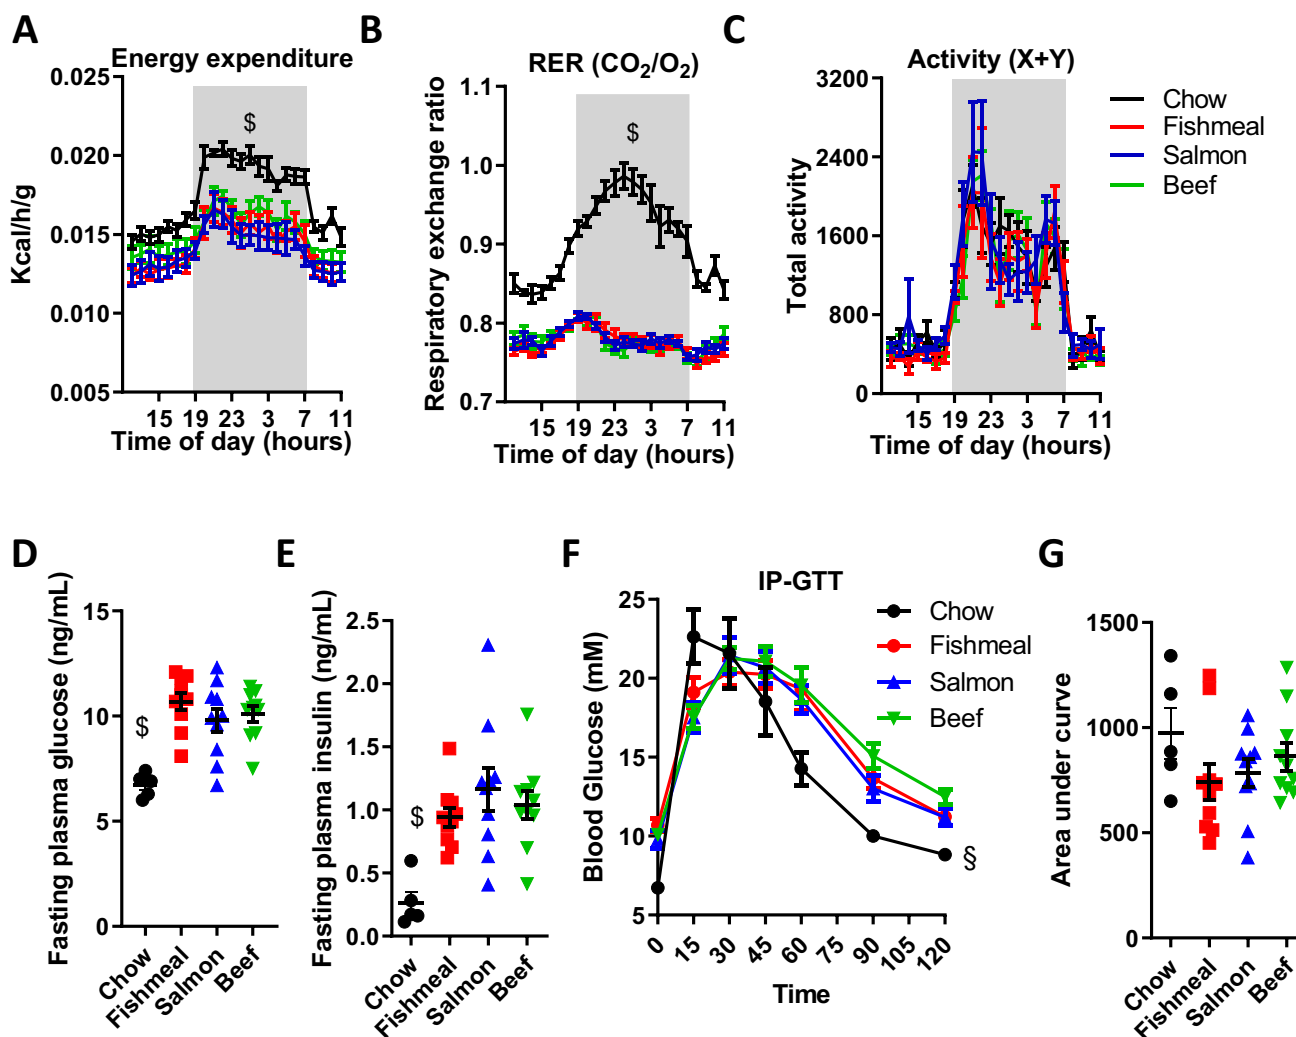 A
Energy expenditure
Kcal/h/g
0.025
0.020
0.015
0.010
0.005
$
15 19 23 3 7 11
Time of day (hours)
B
RER (CO₂/O₂)
Respiratory exchange ratio
1.1
1.0
0.9
0.8
0.7
$
15 19 23 3 7 11
Time of day (hours)
C
Activity (X+Y)
Total activity
3200
2400
1600
800
0
15 19 23 3 7 11
Time of day (hours)
Chow
Fishmeal
Salmon
Beef
D
Fasting plasma glucose (ng/mL)
15
10
5
0
$
Chow
Fishmeal
Salmon
Beef
E
Fasting plasma insulin (ng/mL)
2.5
2.0
1.5
1.0
0.5
0.0
$
Chow
Fishmeal
Salmon
Beef
F
IP-GTT
Blood Glucose (mM)
25
20
15
10
5
Chow
Fishmeal
Salmon
Beef
§
0 15 30 45 60 75 90 105 120
Time
G
Area under curve
1500
1000
500
0
Chow
Fishmeal
Salmon
Beef